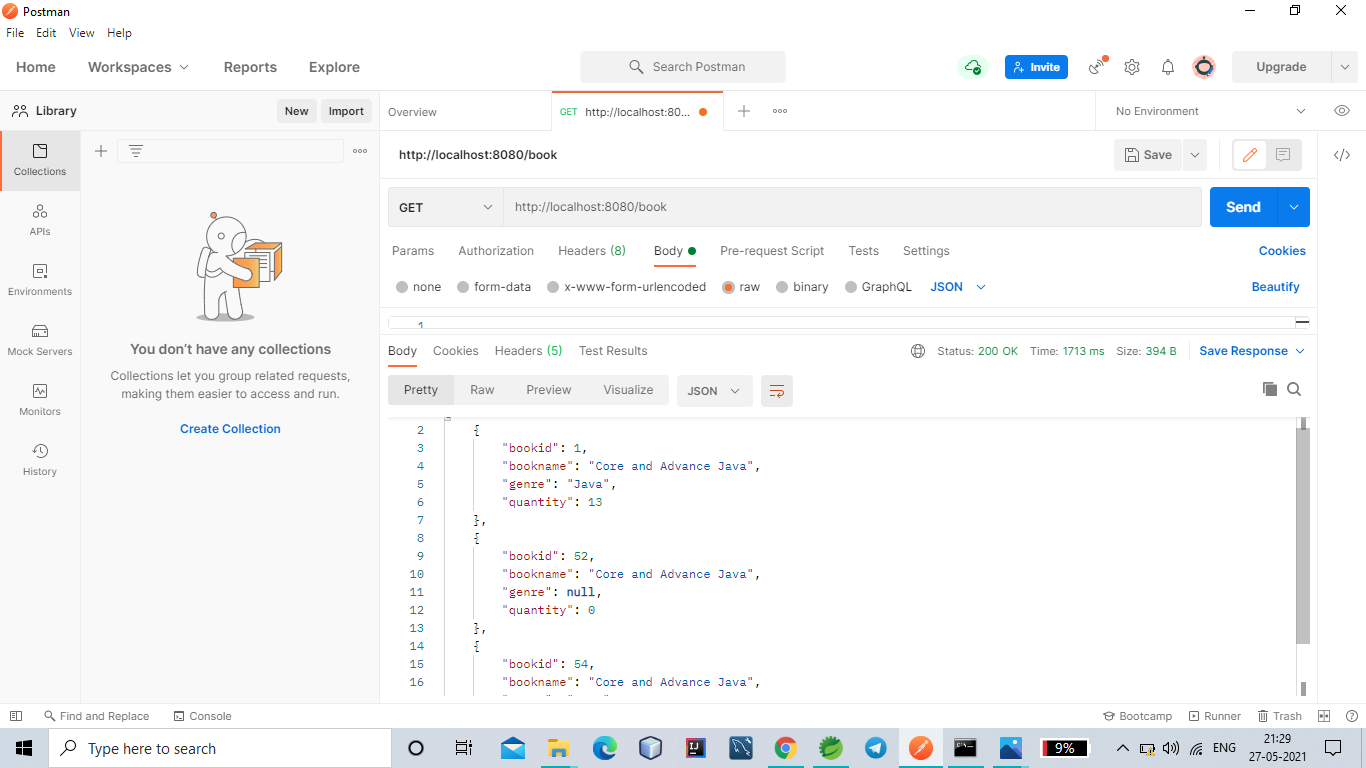 Postman
File Edit View Help
Home Workspaces Reports Explore Search Postman Invite Upgrade
Library New Import Overview GET http://localhost:80... No Environment
http://localhost:8080/book Save
Collections
GET http://localhost:8080/book Send
APIs
Params Authorization Headers (8) Body Pre-request Script Tests Settings Cookies
Environments
none form-data x-www-form-urlencoded raw binary GraphQL JSON Beautify
1
Mock Servers
You don't have any collections
Collections let you group related requests,
making them easier to access and run.
Create Collection
Monitors
History
Body Cookies Headers (5) Test Results Status: 200 OK Time: 1713 ms Size: 394 B Save Response
Pretty Raw Preview Visualize JSON
2 {
3 "bookid": 1,
4 "bookname": "Core and Advance Java",
5 "genre": "Java",
6 "quantity": 13
7 },
8 {
9 "bookid": 52,
10 "bookname": "Core and Advance Java",
11 "genre": null,
12 "quantity": 0
13 },
14 {
15 "bookid": 54,
16 "bookname": "Core and Advance Java",
Find and Replace Console Bootcamp Runner Trash
Type here to search 9% ENG 21:29
27-05-2021